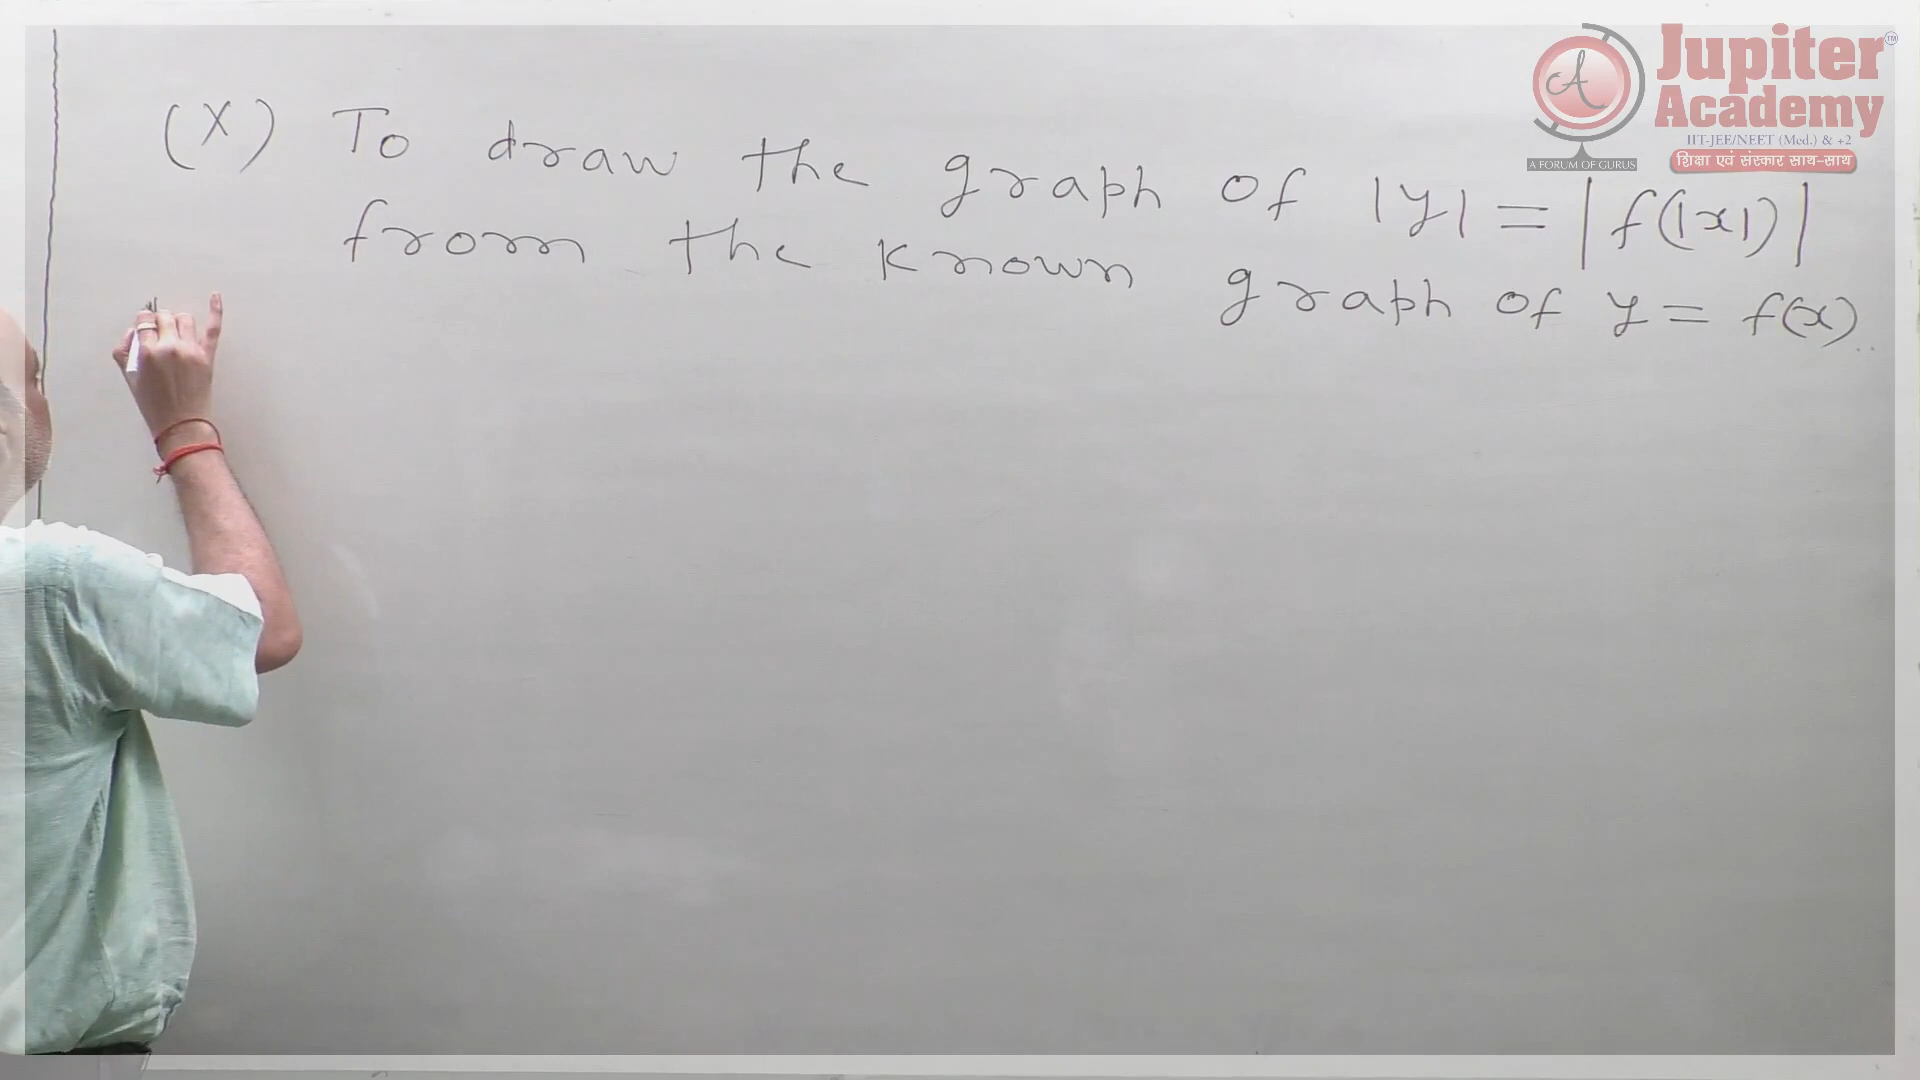 Jupiter™
Academy
IIT-JEE/NEET (Med.) & +2
A FORUM OF GURUS
शिक्षा एवं संस्कार साथ-साथ
(X) To draw the graph of |y| = |f(|x|)|
from the known graph of y = f(x)